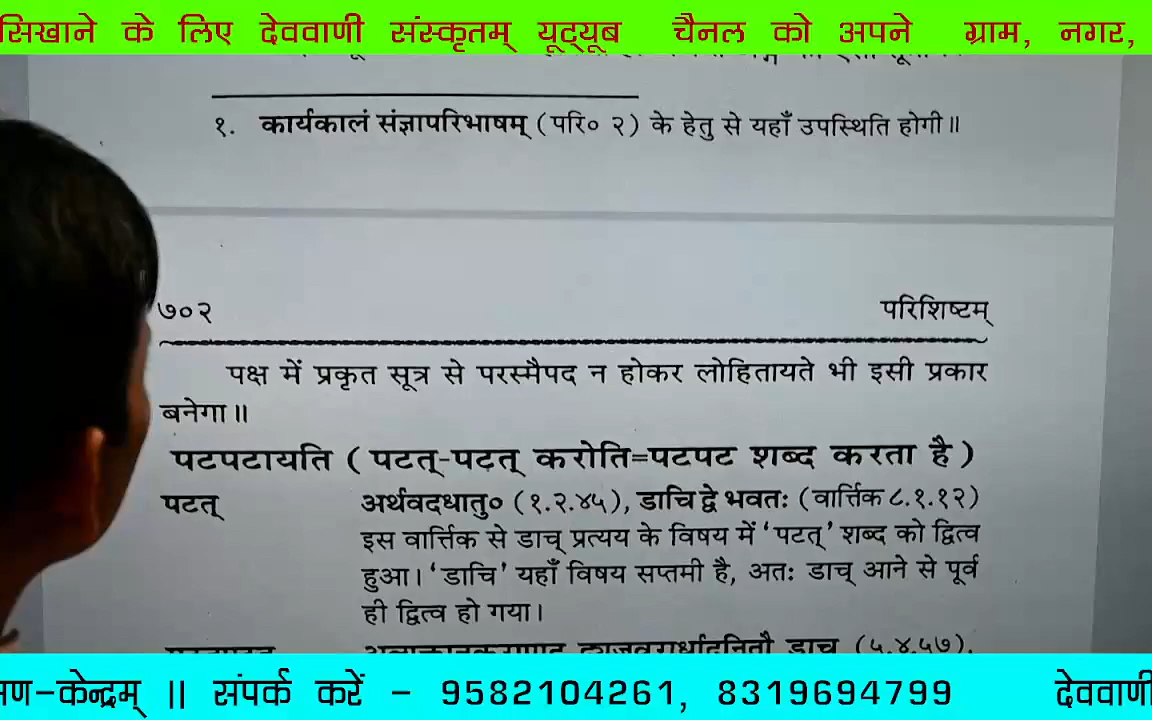 सिखाने के लिए देववाणी संस्कृतम् यूट्यूब चैनल को अपने ग्राम, नगर,
१. कार्यकालं संज्ञापरिभाषम् (परि० २) के हेतु से यहाँ उपस्थिति होगी॥
७०२ परिशिष्टम्
पक्ष में प्रकृत सूत्र से परस्मैपद न होकर लोहितायते भी इसी प्रकार
बनेगा॥
पटपटायति ( पटत्-पटत् करोति=पटपट शब्द करता है )
पटत् अर्थवदधातु० (१.२.४५), डाचि द्वे भवतः (वार्त्तिक ८.१.१२)
इस वार्त्तिक से डाच् प्रत्यय के विषय में 'पटत्' शब्द को द्वित्व
हुआ। 'डाचि' यहाँ विषय सप्तमी है, अतः डाच् आने से पूर्व
ही द्वित्व हो गया।
डाच् (५.४.५७),
ण-केन्द्रम् || संपर्क करें - 9582104261, 8319694799 देववाणी